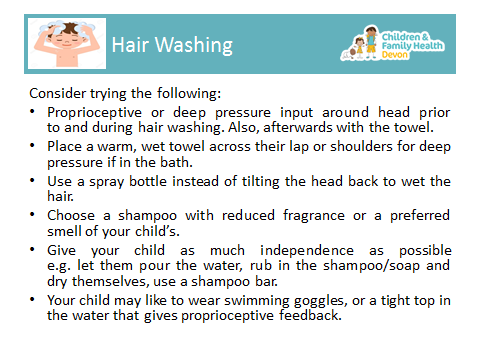 Hair Washing
Children &
Family Health
Devon
Consider trying the following:
• Proprioceptive or deep pressure input around head prior
to and during hair washing. Also, afterwards with the towel.
• Place a warm, wet towel across their lap or shoulders for deep
pressure if in the bath.
• Use a spray bottle instead of tilting the head back to wet the
hair.
• Choose a shampoo with reduced fragrance or a preferred
smell of your child's.
• Give your child as much independence as possible
e.g. let them pour the water, rub in the shampoo/soap and
dry themselves, use a shampoo bar.
• Your child may like to wear swimming goggles, or a tight top in
the water that gives proprioceptive feedback.